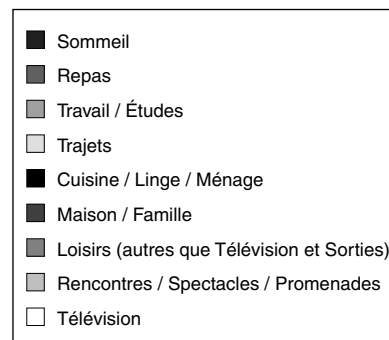 Sommeil
Repas
Travail / Études
Trajets
Cuisine / Linge / Ménage
Maison / Famille
Loisirs (autres que Télévision et Sorties)
Rencontres / Spectacles / Promenades
Télévision